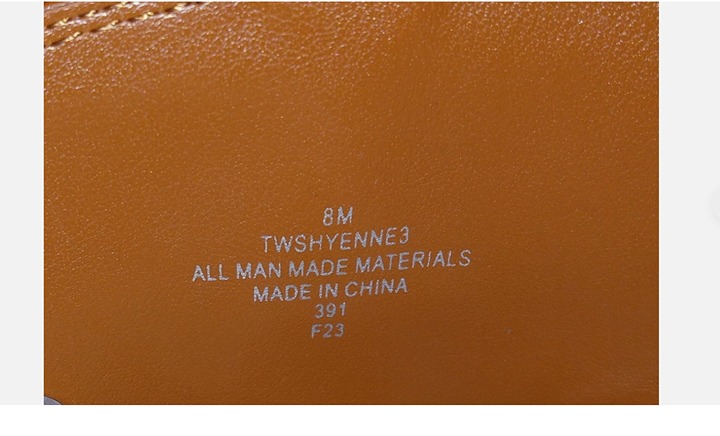 8M
TWSHYENNE3
ALL MAN MADE MATERIALS
MADE IN CHINA
391
F23